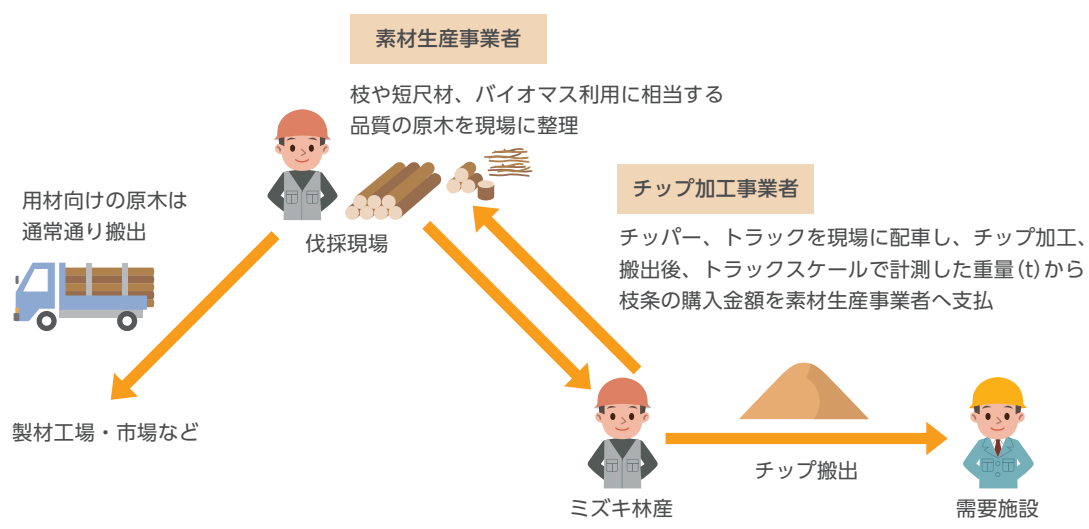 素材生産事業者
枝や短尺材、バイオマス利用に相当する
品質の原木を現場に整理
用材向けの原木は
通常通り搬出
伐採現場
チップ加工事業者
チッパー、トラックを現場に配車し、チップ加工、
搬出後、トラックスケールで計測した重量(t)から
枝条の購入金額を素材生産事業者へ支払
製材工場・市場など
チップ搬出
ミズキ林産
需要施設